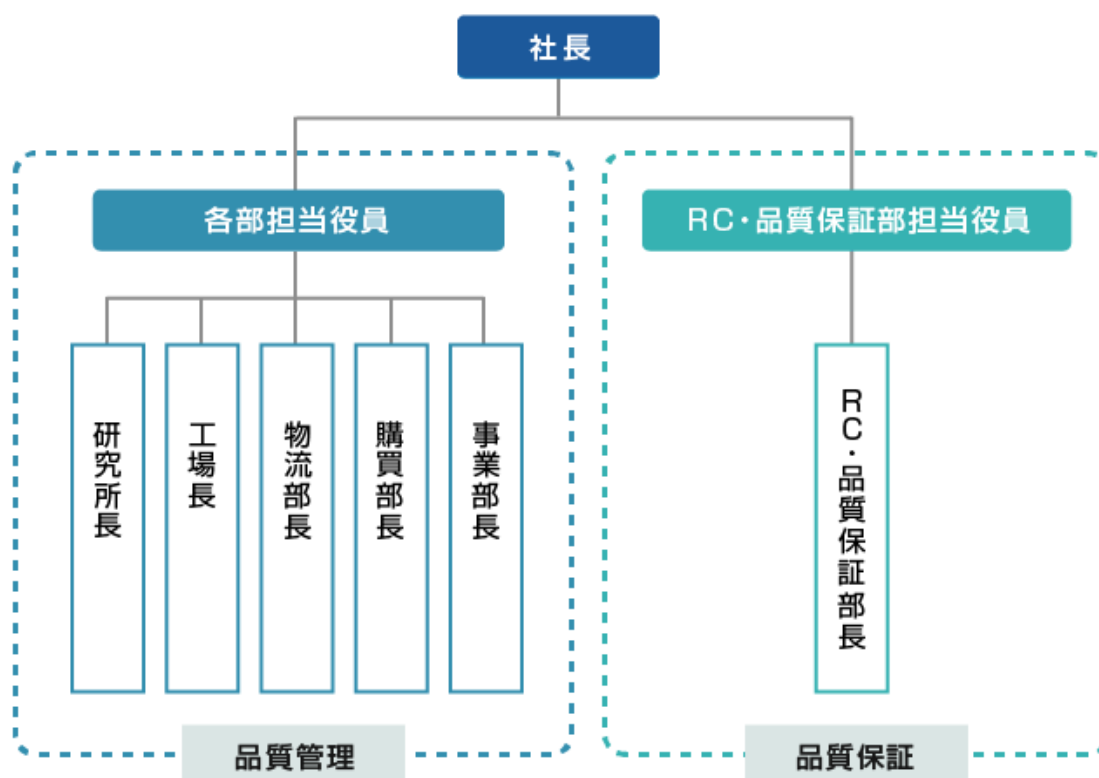 社長
各部担当役員
RC・品質保証部担当役員
研究所長
工場長
物流部長
購買部長
事業部長
RC・品質保証部長
品質管理
品質保証